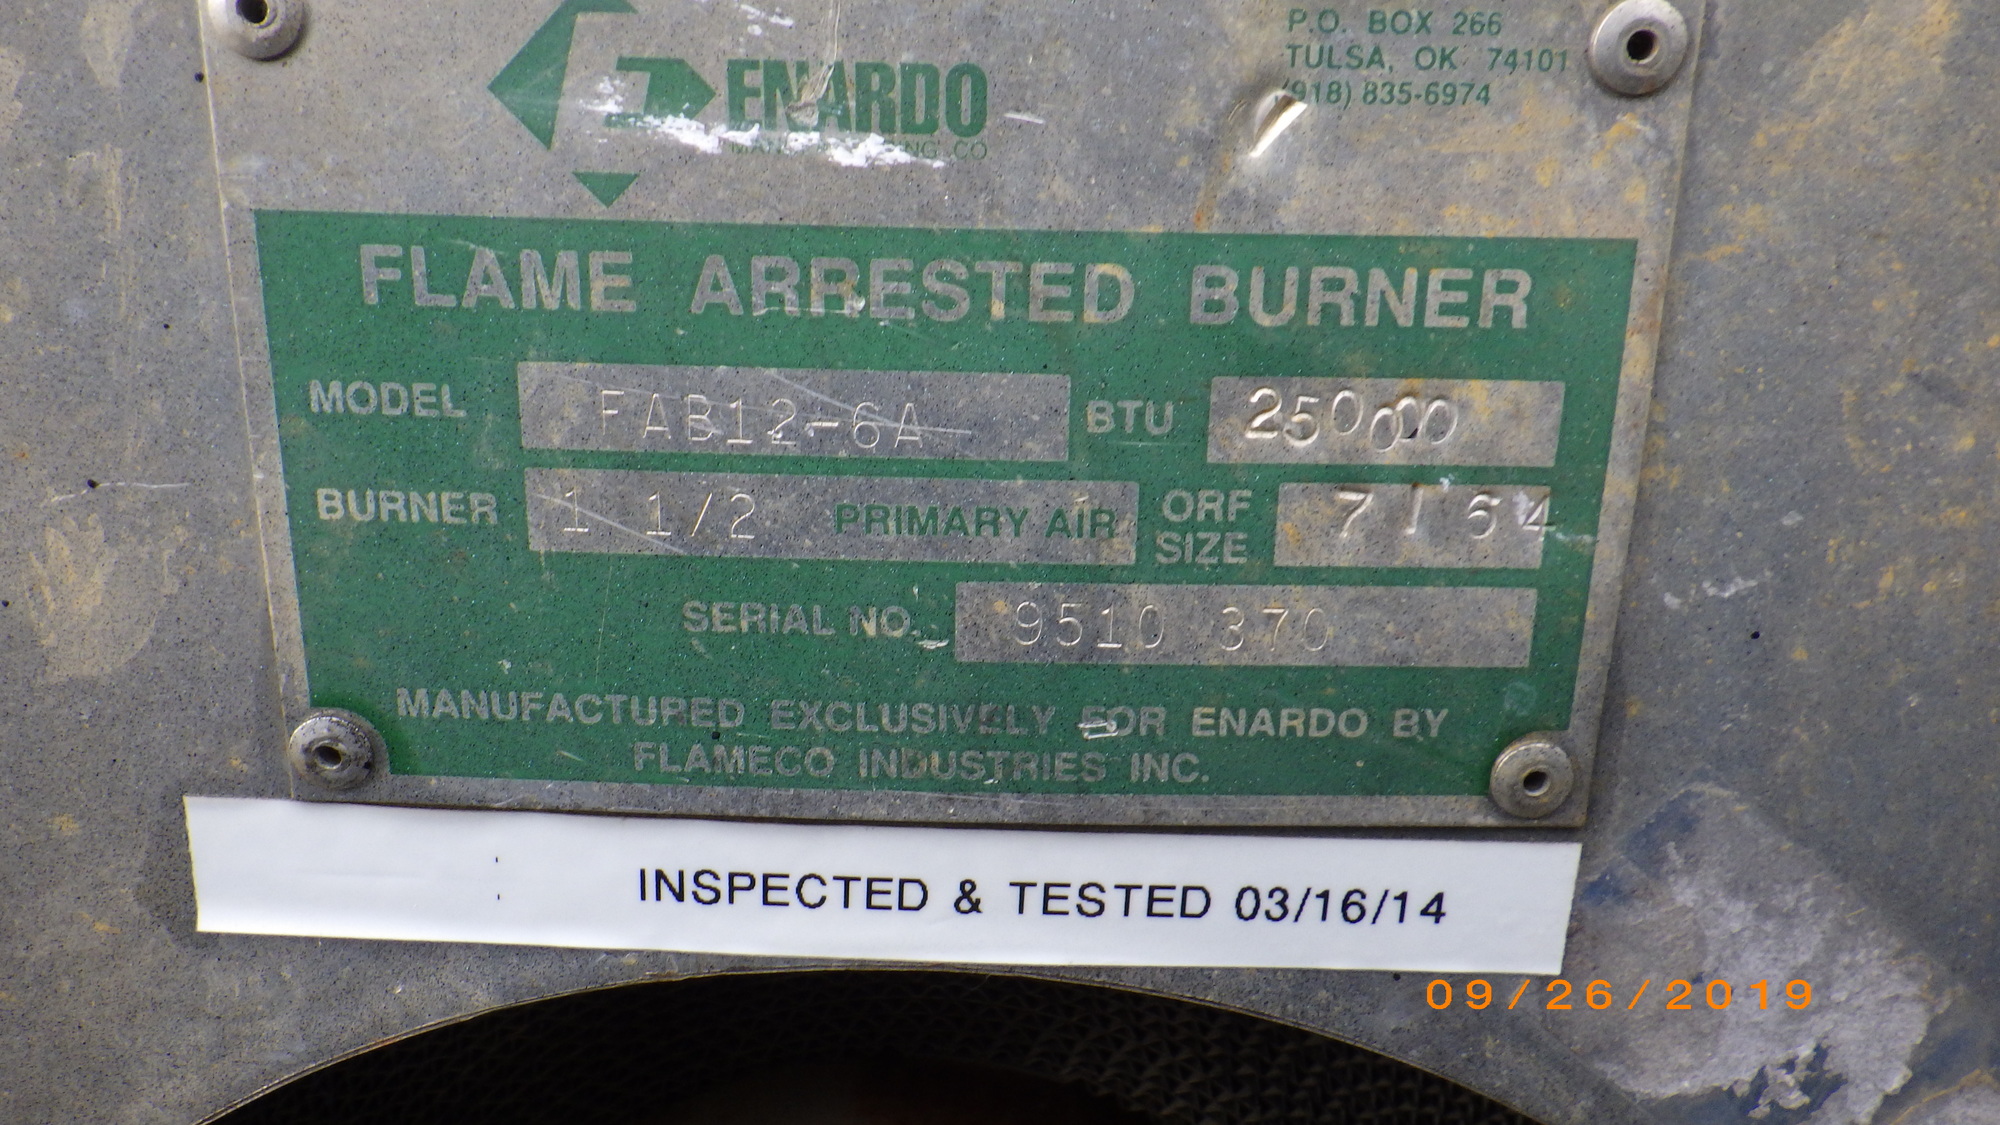 P.O. BOX 266
TULSA, OK 74101
(918) 835-6974
ENARDO
CO
FLAME ARRESTED BURNER
MODEL FAB12-6A BTU 250000
BURNER 1 1/2 PRIMARY AIR ORF SIZE 7/64
SERIAL NO. 9510 370
MANUFACTURED EXCLUSIVELY FOR ENARDO BY
FLAMECO INDUSTRIES INC.
INSPECTED & TESTED 03/16/14
09/26/2019